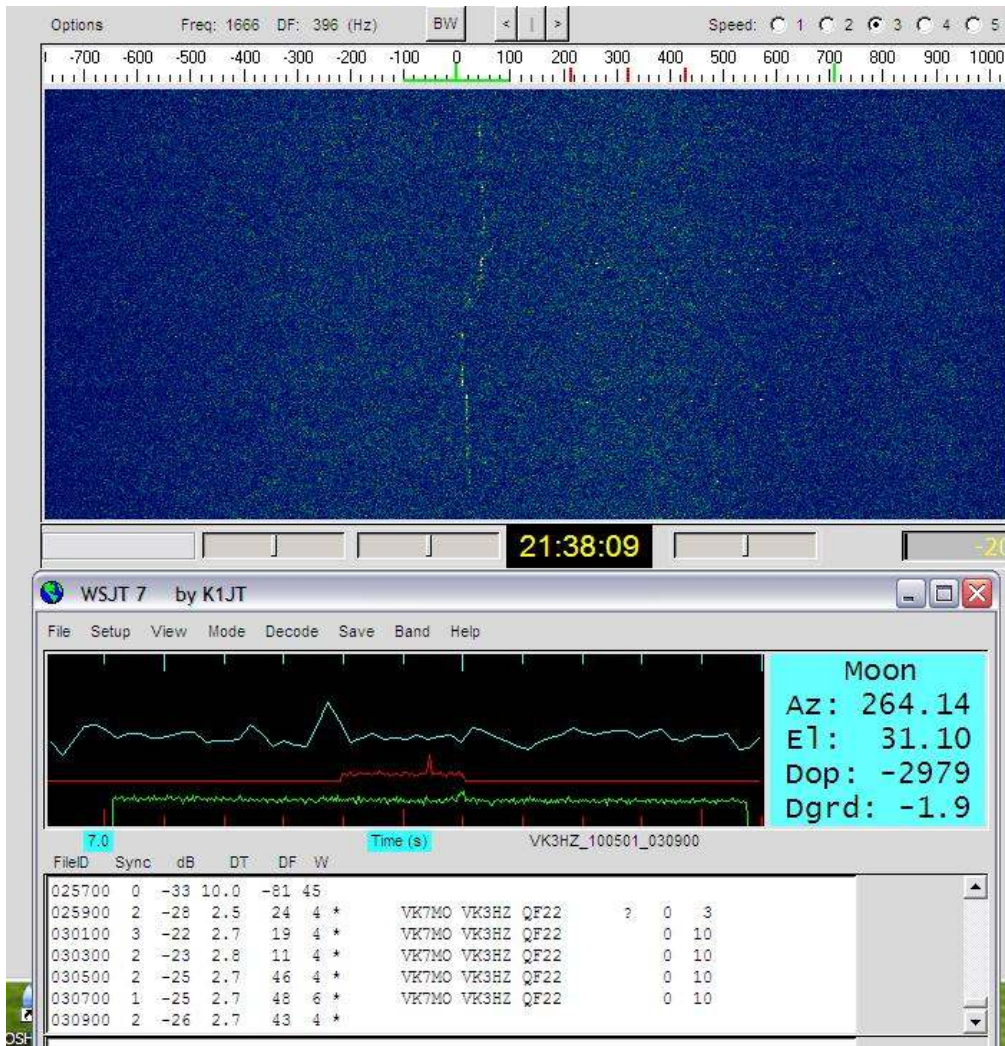 Options Freq: 1666 DF: 396 (Hz) BW < | > Speed: 1 2 3 4 5
-700 -600 -500 -400 -300 -200 -100 0 100 200 300 400 500 600 700 800 900 1000
21:38:09 -20
WSJT 7 by K1JT
File Setup View Mode Decode Save Band Help
Moon
Az: 264.14
El: 31.10
Dop: -2979
Dgrd: -1.9
7.0 Time (s) VK3HZ_100501_030900
FileID Sync dB DT DF W
025700 0 -33 10.0 -81 45
025900 2 -28 2.5 24 4 * VK7MO VK3HZ QF22 ? 0 3
030100 3 -22 2.7 19 4 * VK7MO VK3HZ QF22 0 10
030300 2 -23 2.8 11 4 * VK7MO VK3HZ QF22 0 10
030500 2 -25 2.7 46 4 * VK7MO VK3HZ QF22 0 10
030700 1 -25 2.7 48 6 * VK7MO VK3HZ QF22 0 10
030900 2 -26 2.7 43 4 *
OSH